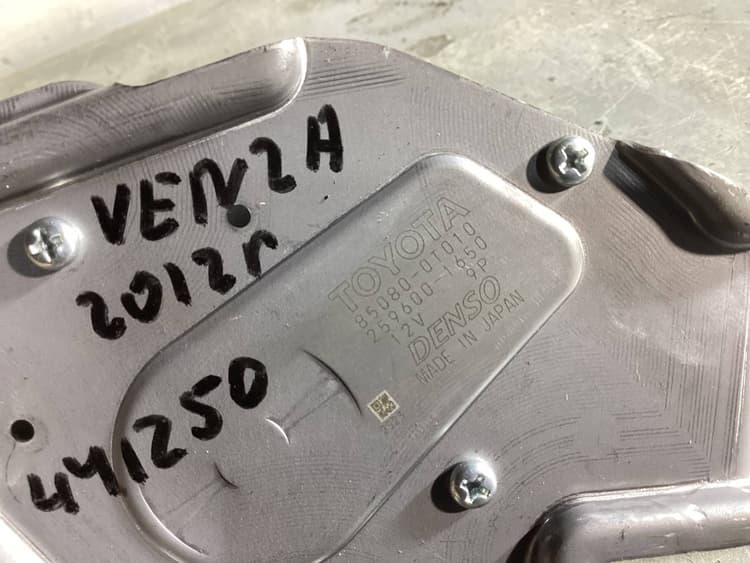 VENZA
2012г
441250
TOYOTA
85080-0T010
259600-1650
12V 9P
DENSO
MADE IN JAPAN